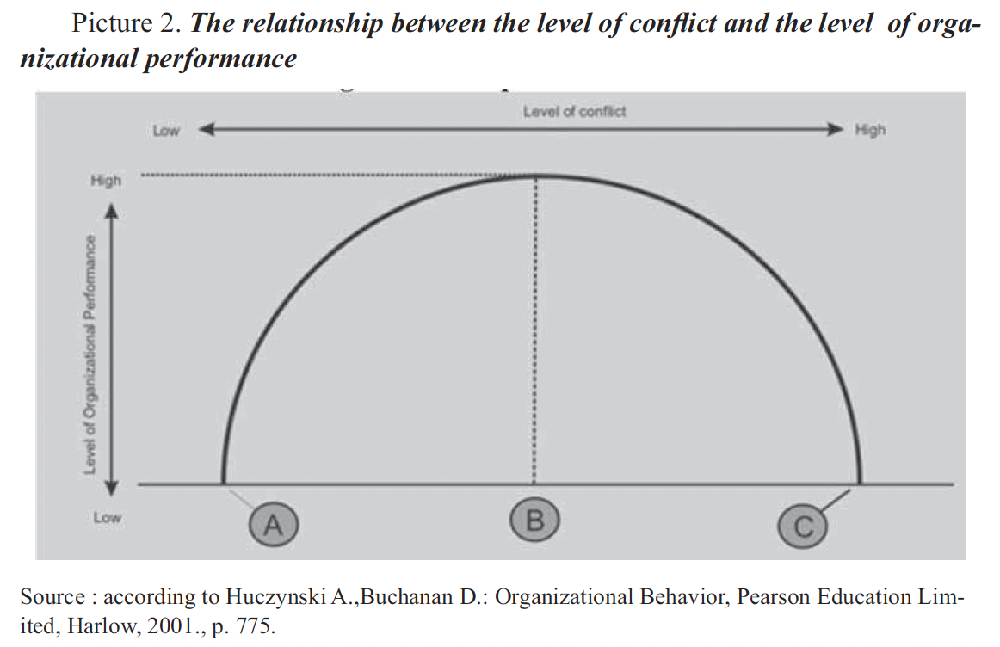 Picture 2. The relationship between the level of conflict and the level of orga-
nizational performance
Level of conflict
Low
High
High
Level of Organizational Performance
Low
A
B
C
Source : according to Huczynski A.,Buchanan D.: Organizational Behavior, Pearson Education Lim-
ited, Harlow, 2001., p. 775.